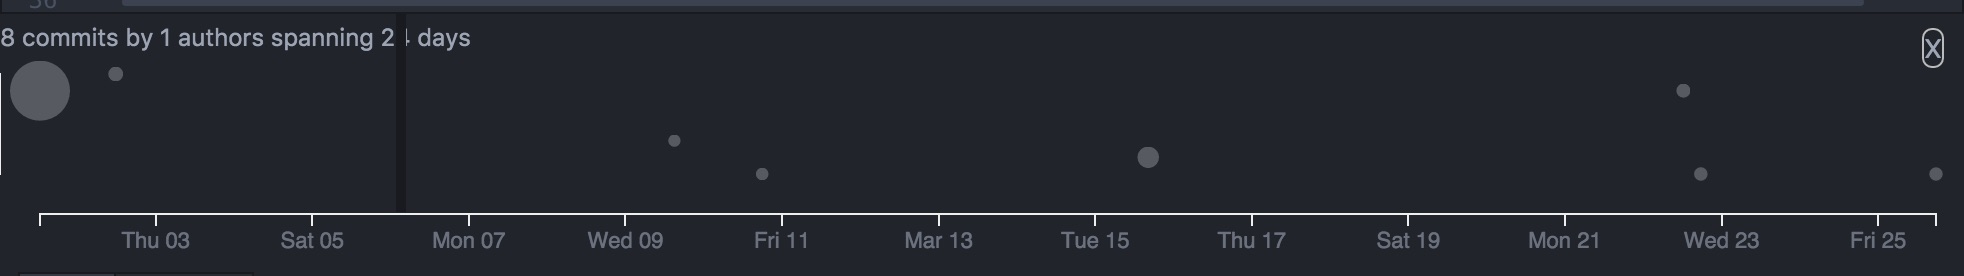 8 commits by 1 authors spanning 24 days
X
Thu 03 Sat 05 Mon 07 Wed 09 Fri 11 Mar 13 Tue 15 Thu 17 Sat 19 Mon 21 Wed 23 Fri 25